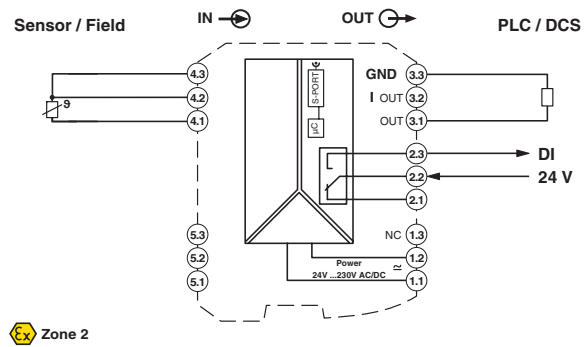 IN
OUT
Sensor / Field
PLC / DCS
4.3
4.2
4.1
ϑ
S-PORT
µC
GND
3.3
I OUT
3.2
OUT
3.1
2.3
DI
2.2
24 V
2.1
5.3
5.2
5.1
NC
1.3
1.2
Power
24V ...230V AC/DC
1.1
Ex
Zone 2